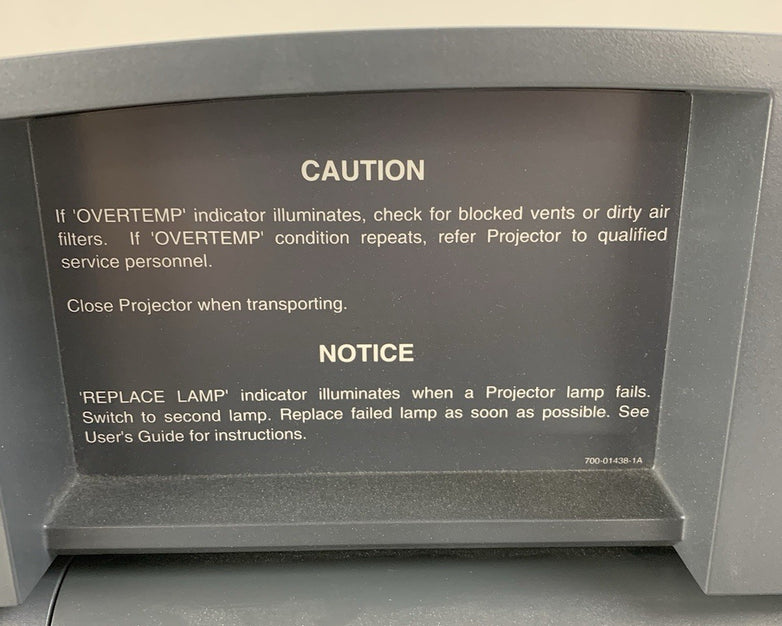 CAUTION
If 'OVERTEMP' indicator illuminates, check for blocked vents or dirty air
filters. If 'OVERTEMP' condition repeats, refer Projector to qualified
service personnel.
Close Projector when transporting.
NOTICE
'REPLACE LAMP' indicator illuminates when a Projector lamp fails.
Switch to second lamp. Replace failed lamp as soon as possible. See
User's Guide for instructions.
700-01438-1A